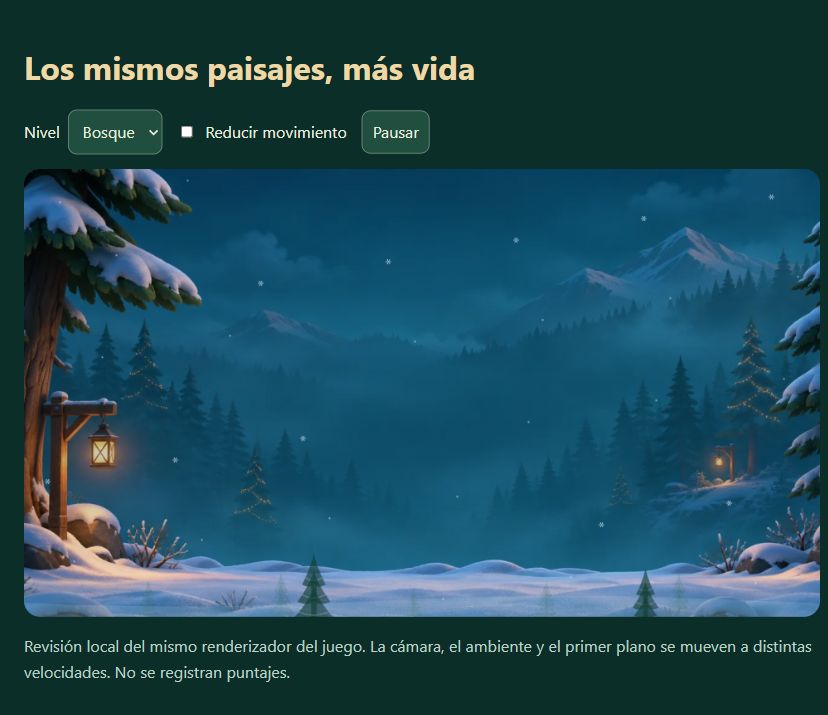 Los mismos paisajes, más vida
Nivel Bosque Reducir movimiento Pausar
Revisión local del mismo renderizador del juego. La cámara, el ambiente y el primer plano se mueven a distintas
velocidades. No se registran puntajes.